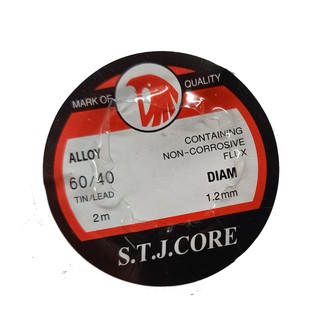 MARK OF QUALITY
ALLOY
60/40
TIN/LEAD
2m
CONTAINING
NON-CORROSIVE
FLUX
DIAM
1.2mm
S.T.J.CORE